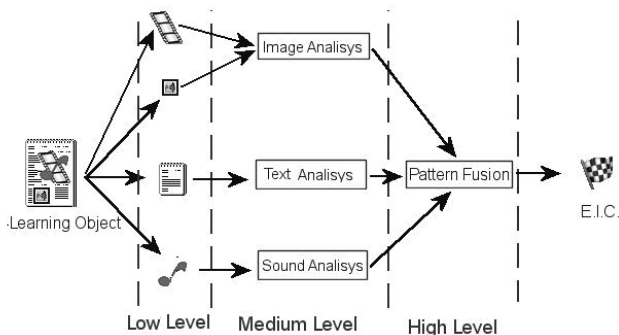 Image Analisys
Text Analisys
Pattern Fusion
-Learning Object
E.I.C.
Sound Analisys
Low Level
Medium Level
High Level